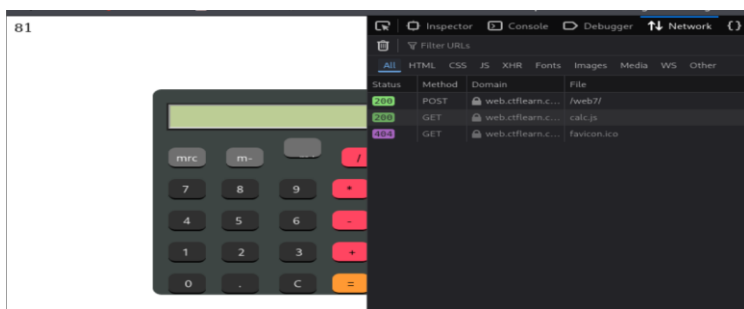 81
Inspector Console Debugger Network {}
Filter URLs
All HTML CSS JS XHR Fonts Images Media WS Other
Status Method Domain File
200 POST web.ctflearn.c... /web7/
200 GET web.ctflearn.c... calc.js
404 GET web.ctflearn.c... favicon.ico
mrc m- /
7 8 9 *
4 5 6 -
1 2 3 +
0 . C =